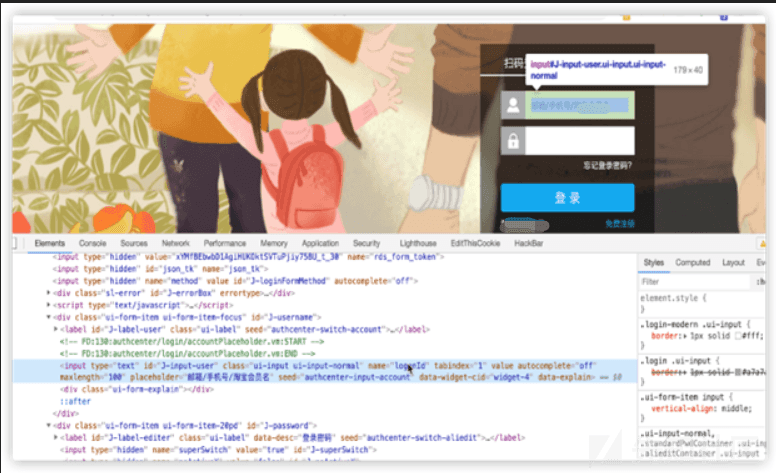 扫码
input#J-input-user.ui-input.ui-input-normal
179 × 40
邮箱/手机号/淘宝会员名
忘记登录密码?
登 录
免费注册
Elements Console Sources Network Performance Memory Application Security Lighthouse EditThisCookie HackBar
<input type="hidden" name="rds_form_token">
<input type="hidden" id="json_tk" name="json_tk">
<input type="hidden" name="method" value id="J-loginFormMethod" autocomplete="off">
<div class="sl-error" id="J-errorBox" errortype>…</div>
<script type="text/javascript">…</script>
<div class="ui-form-item ui-form-item-focus" id="J-username">
<label id="J-label-user" class="ui-label" seed="authcenter-switch-account">…</label>
<!-- FD:130:authcenter/login/accountPlaceholder.vm:START -->
<!-- FD:130:authcenter/login/accountPlaceholder.vm:END -->
<input type="text" id="J-input-user" class="ui-input ui-input-normal" name="logonId" tabindex="1" value autocomplete="off"
maxlength="100" placeholder="邮箱/手机号/淘宝会员名" seed="authcenter-input-account" data-widget-cid="widget-4" data-explain> == $0
<div class="ui-form-explain"></div>
::after
</div>
<div class="ui-form-item ui-form-item-20pd" id="J-password">
<label id="J-label-editer" class="ui-label" data-desc="登录密码" seed="authcenter-switch-aliedit">…</label>
<input type="hidden" name="superSwitch" value="true" id="J-superSwitch">
Styles Computed Layout
Filter
element.style {
}
.login-modern .ui-input {
border: 1px solid #fff;
}
.login .ui-input {
border: 1px solid
}
.ui-form-item input {
vertical-align: middle;
}
.ui-input-normal,
.standardPwdContainer .ui-input
.alieditContainer .ui-input